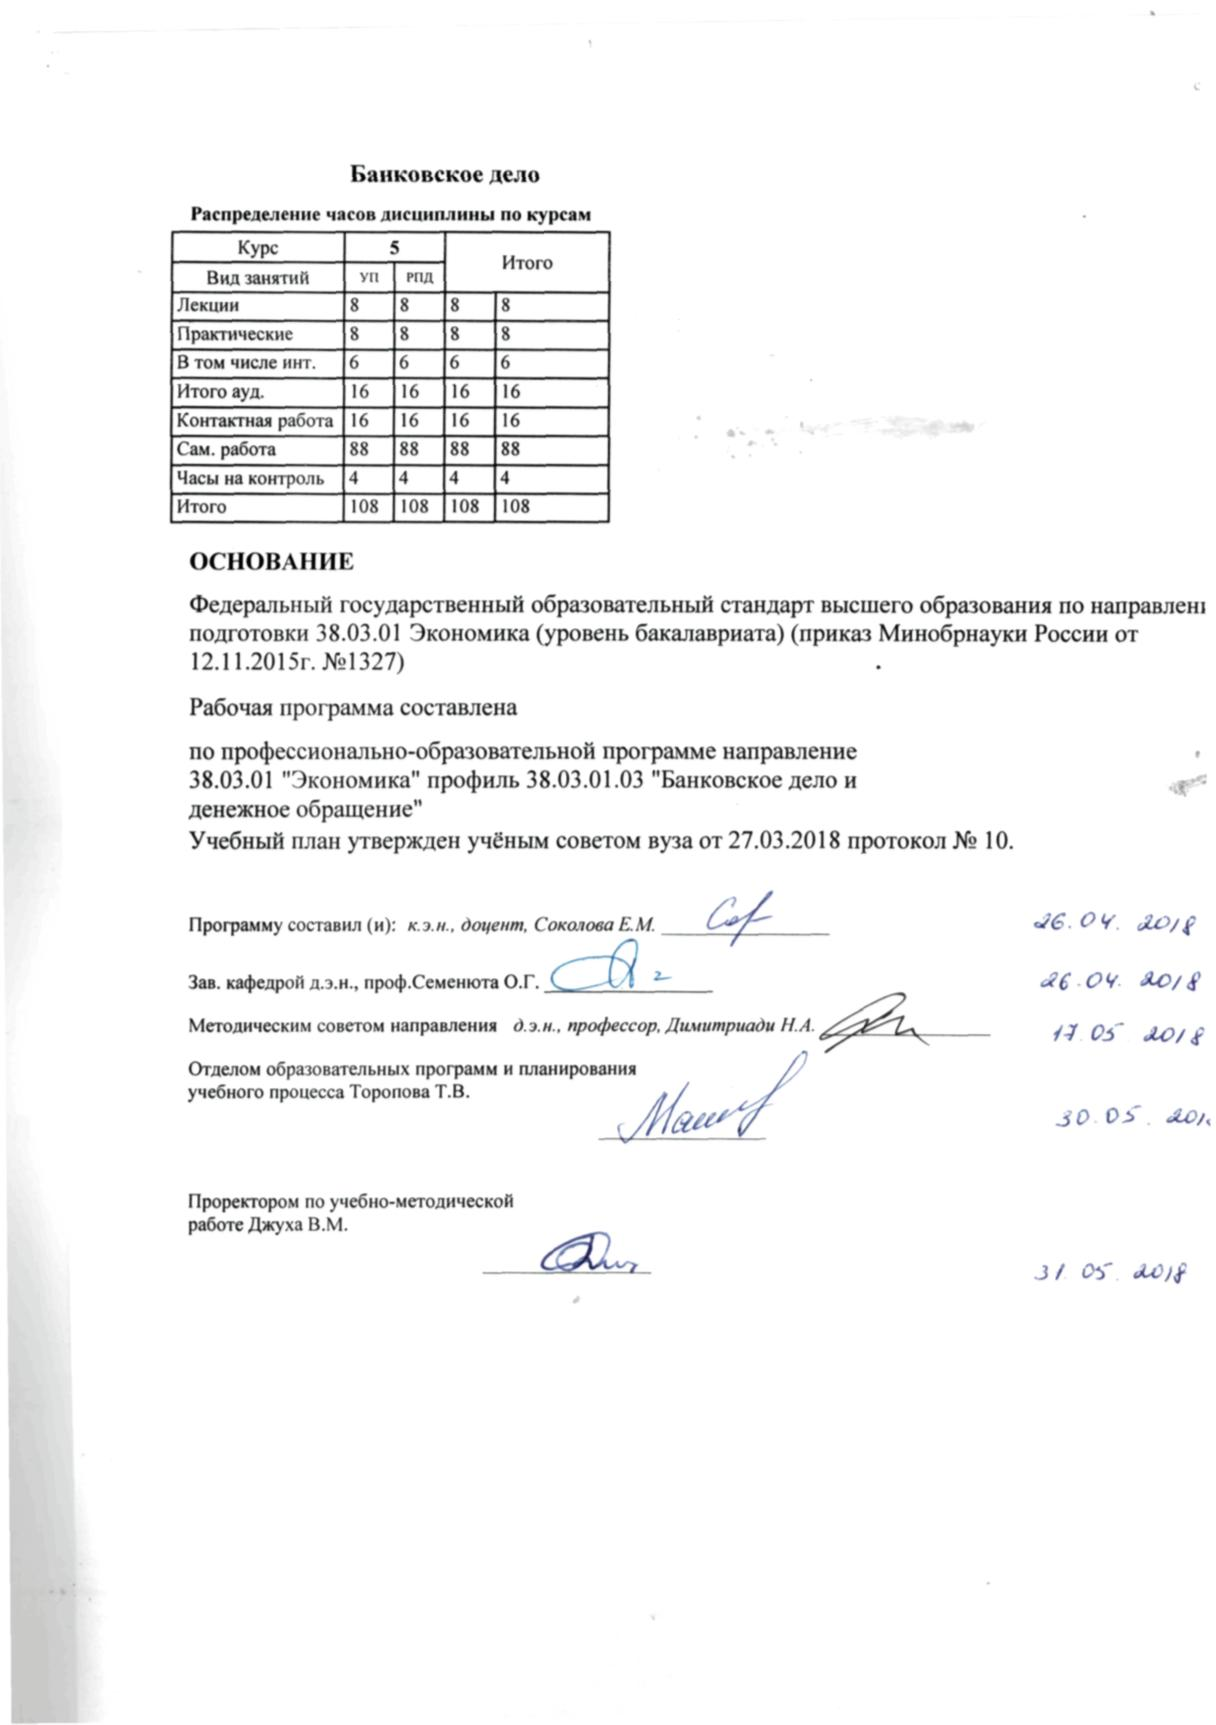 Банковское дело
Распределение часов дисциплины по курсам
Курс 5 Итого
Вид занятий УП РПД
Лекции 8 8 8 8
Практические 8 8 8 8
В том числе инт. 6 6 6 6
Итого ауд. 16 16 16 16
Контактная работа 16 16 16 16
Сам. работа 88 88 88 88
Часы на контроль 4 4 4 4
Итого 108 108 108 108
ОСНОВАНИЕ
Федеральный государственный образовательный стандарт высшего образования по направлен
подготовки 38.03.01 Экономика (уровень бакалавриата) (приказ Минобрнауки России от
12.11.2015г. №1327)
Рабочая программа составлена
по профессионально-образовательной программе направление
38.03.01 "Экономика" профиль 38.03.01.03 "Банковское дело и
денежное обращение"
Учебный план утвержден учёным советом вуза от 27.03.2018 протокол № 10.
Программу составил (и): к.э.н., доцент, Соколова Е.М. 26.04. 2018
Зав. кафедрой д.э.н., проф.Семенюта О.Г. 26.04. 2018
Методическим советом направления д.э.н., профессор, Димитриади Н.А. 17.05 2018
Отделом образовательных программ и планирования
учебного процесса Торопова Т.В.
30.05. 201
Проректором по учебно-методической
работе Джуха В.М.
31.05. 2018